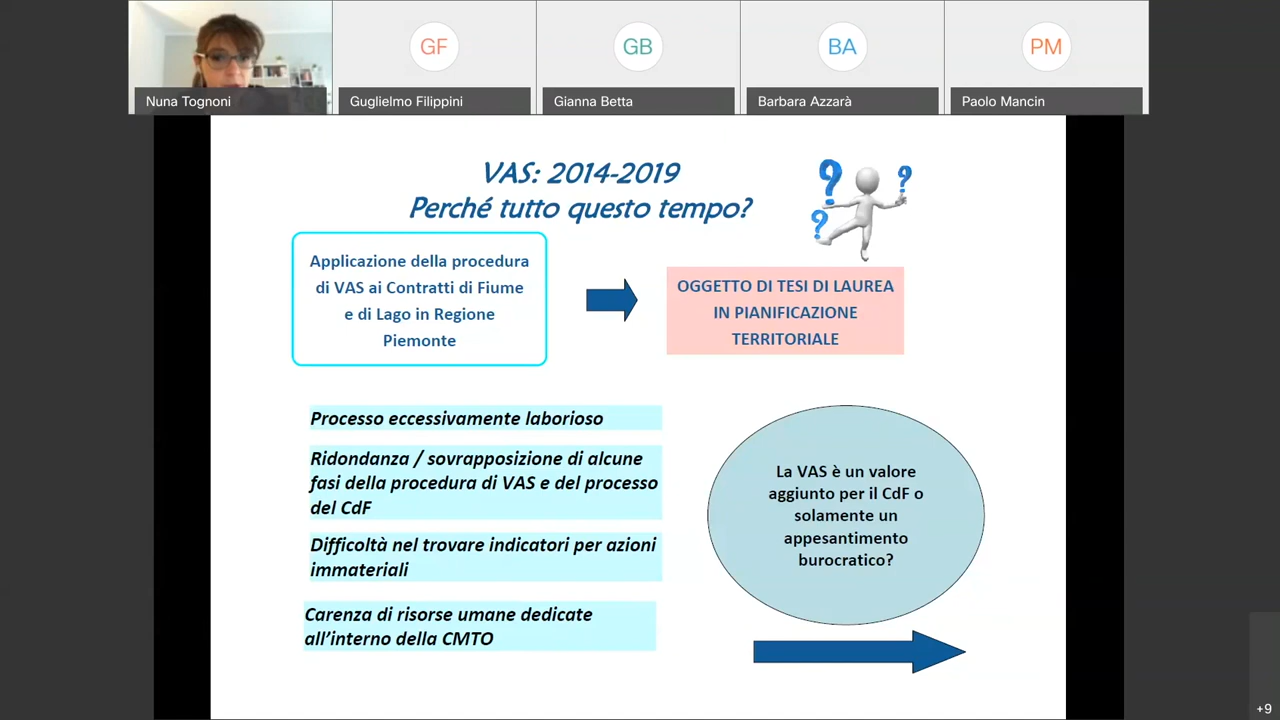 GF
GB
BA
PM
Nuna Tognoni
Guglielmo Filippini
Gianna Betta
Barbara Azzarà
Paolo Mancin
VAS: 2014-2019
Perché tutto questo tempo?
? ? ?
Applicazione della procedura
di VAS ai Contratti di Fiume
e di Lago in Regione
Piemonte
OGGETTO DI TESI DI LAUREA
IN PIANIFICAZIONE
TERRITORIALE
Processo eccessivamente laborioso
Ridondanza / sovrapposizione di alcune
fasi della procedura di VAS e del processo
del CdF
Difficoltà nel trovare indicatori per azioni
immateriali
Carenza di risorse umane dedicate
all’interno della CMTO
La VAS è un valore
aggiunto per il CdF o
solamente un
appesantimento
burocratico?
+9